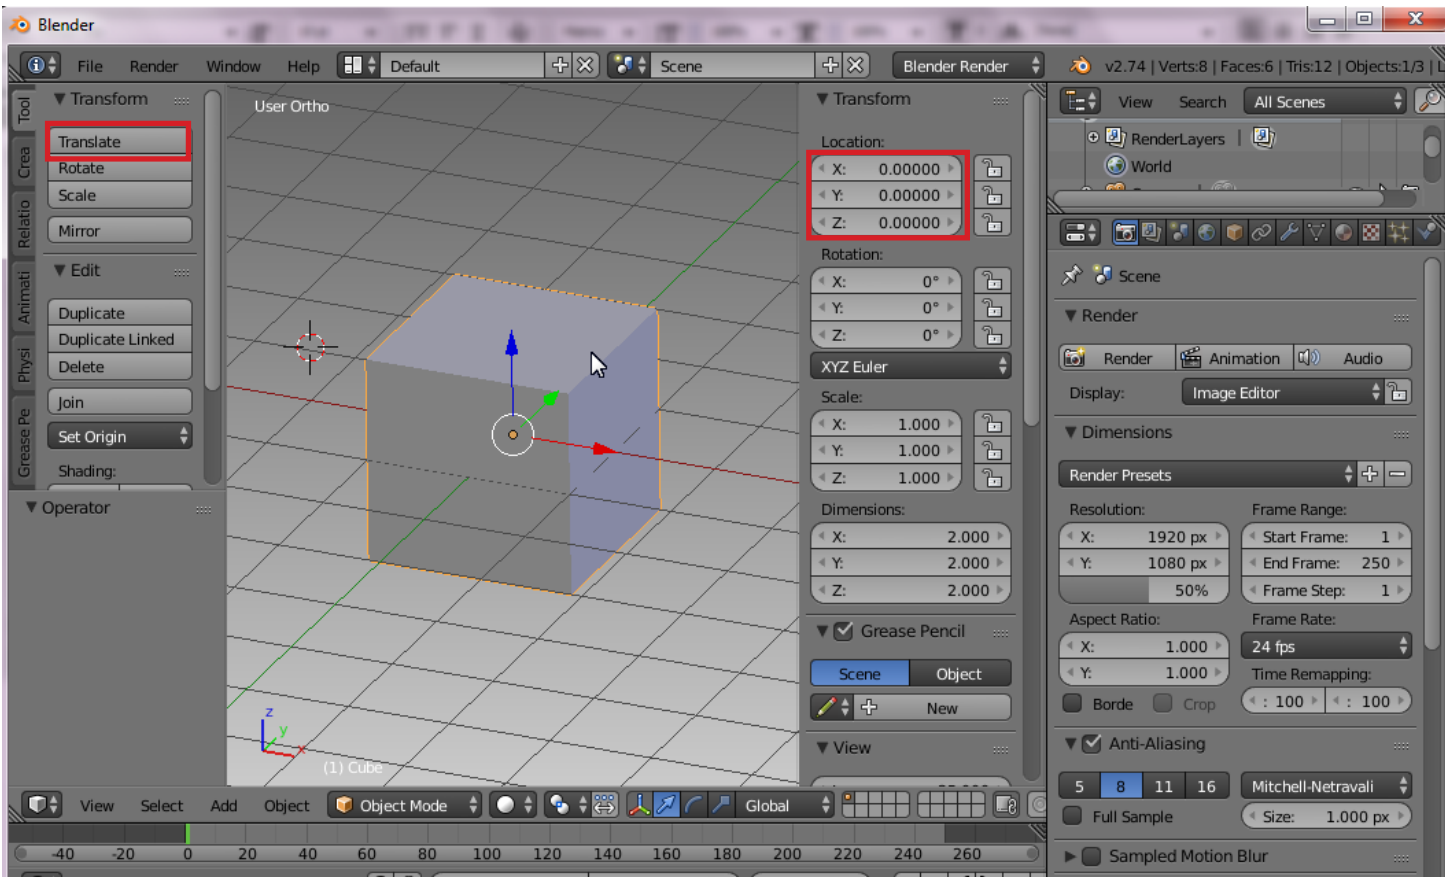 Blender
File Render Window Help Default Scene Blender Render v2.74 | Verts:8 | Faces:6 | Tris:12 | Objects:1/3 |
Tool
Crea
Relatio
Animati
Physi
Grease Pe
Transform
Translate
Rotate
Scale
Mirror
Edit
Duplicate
Duplicate Linked
Delete
Join
Set Origin
Shading:
Operator
User Ortho
z
y
x
(1) Cube
Transform
Location:
X: 0.00000
Y: 0.00000
Z: 0.00000
Rotation:
X: 0°
Y: 0°
Z: 0°
XYZ Euler
Scale:
X: 1.000
Y: 1.000
Z: 1.000
Dimensions:
X: 2.000
Y: 2.000
Z: 2.000
Grease Pencil
Scene Object
New
View
View Search All Scenes
RenderLayers |
World
Scene
Render
Render Animation Audio
Display: Image Editor
Dimensions
Render Presets
Resolution: Frame Range:
X: 1920 px Start Frame: 1
Y: 1080 px End Frame: 250
50% Frame Step: 1
Aspect Ratio: Frame Rate:
X: 1.000 24 fps
Y: 1.000 Time Remapping:
Borde Crop : 100 : 100
Anti-Aliasing
5 8 11 16 Mitchell-Netravali
Full Sample Size: 1.000 px
Sampled Motion Blur
View Select Add Object Object Mode Global
-40 -20 0 20 40 60 80 100 120 140 160 180 200 220 240 260